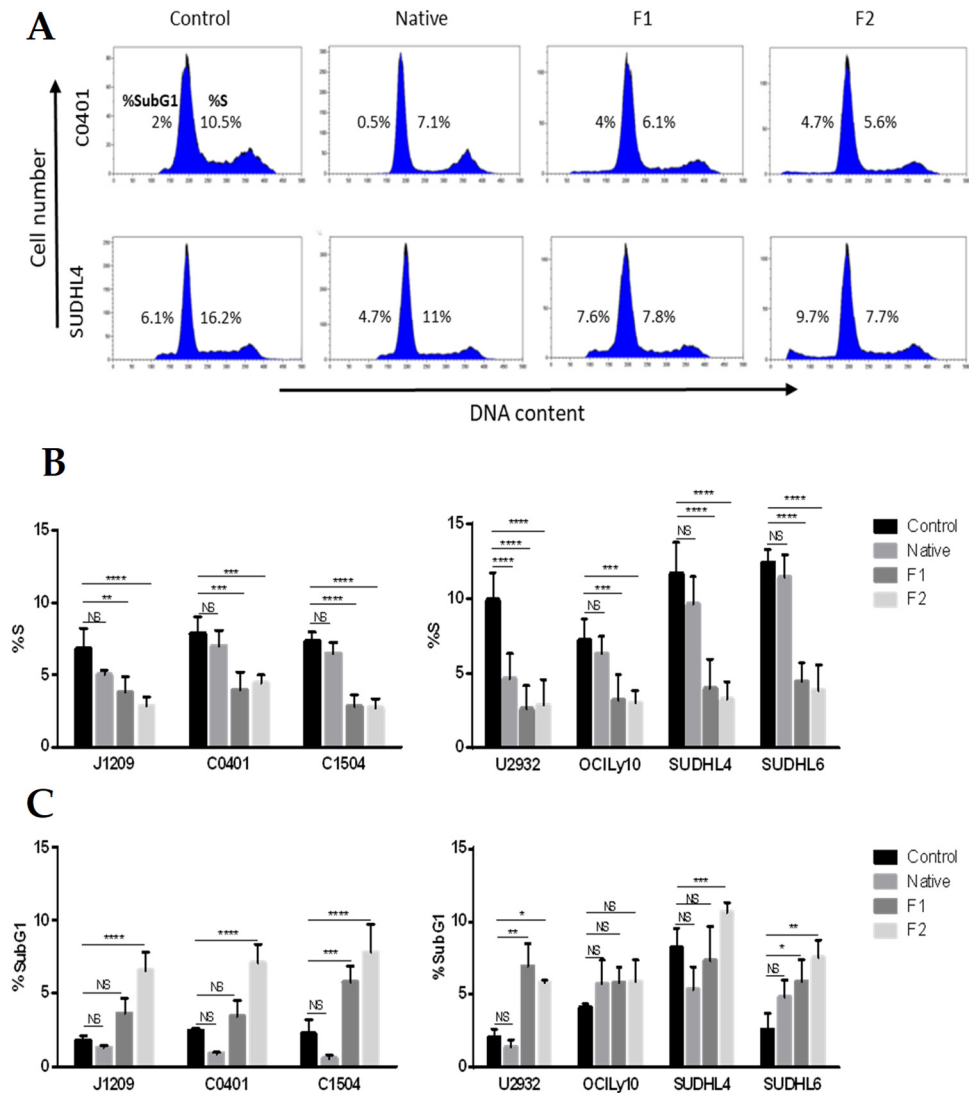 A
Control Native F1 F2
Cell number
C0401
%SubG1 %S
2% 10.5%
0.5% 7.1%
4% 6.1%
4.7% 5.6%
SUDHL4
6.1% 16.2%
4.7% 11%
7.6% 7.8%
9.7% 7.7%
DNA content
B
%S
15
10
5
0
NS ** ****
NS *** ***
NS **** ****
J1209 C0401 C1504
15
10
5
0
**** **** ****
NS *** ***
NS **** ****
NS **** ****
U2932 OCILy10 SUDHL4 SUDHL6
Control
Native
F1
F2
C
%SubG1
15
10
5
0
NS NS ****
NS NS ****
NS *** ****
J1209 C0401 C1504
%SubG1
15
10
5
0
NS ** *
NS NS NS
NS NS ***
NS * **
U2932 OCILy10 SUDHL4 SUDHL6
Control
Native
F1
F2